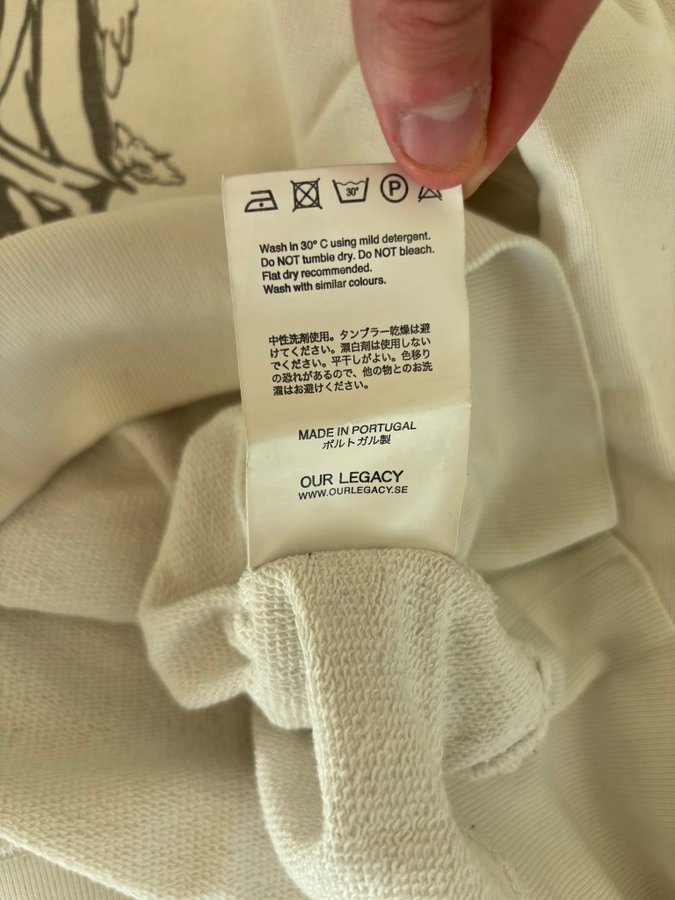 30°
P
Wash in 30° C using mild detergent.
Do NOT tumble dry. Do NOT bleach.
Flat dry recommended.
Wash with similar colours.
中性洗剤使用。タンブラー乾燥は避
けてください。漂白剤は使用しない
でください。平干しがよい。色移り
の恐れがあるので、他の物とのお洗
濯はお避けください。
MADE IN PORTUGAL
ポルトガル製
OUR LEGACY
WWW.OURLEGACY.SE